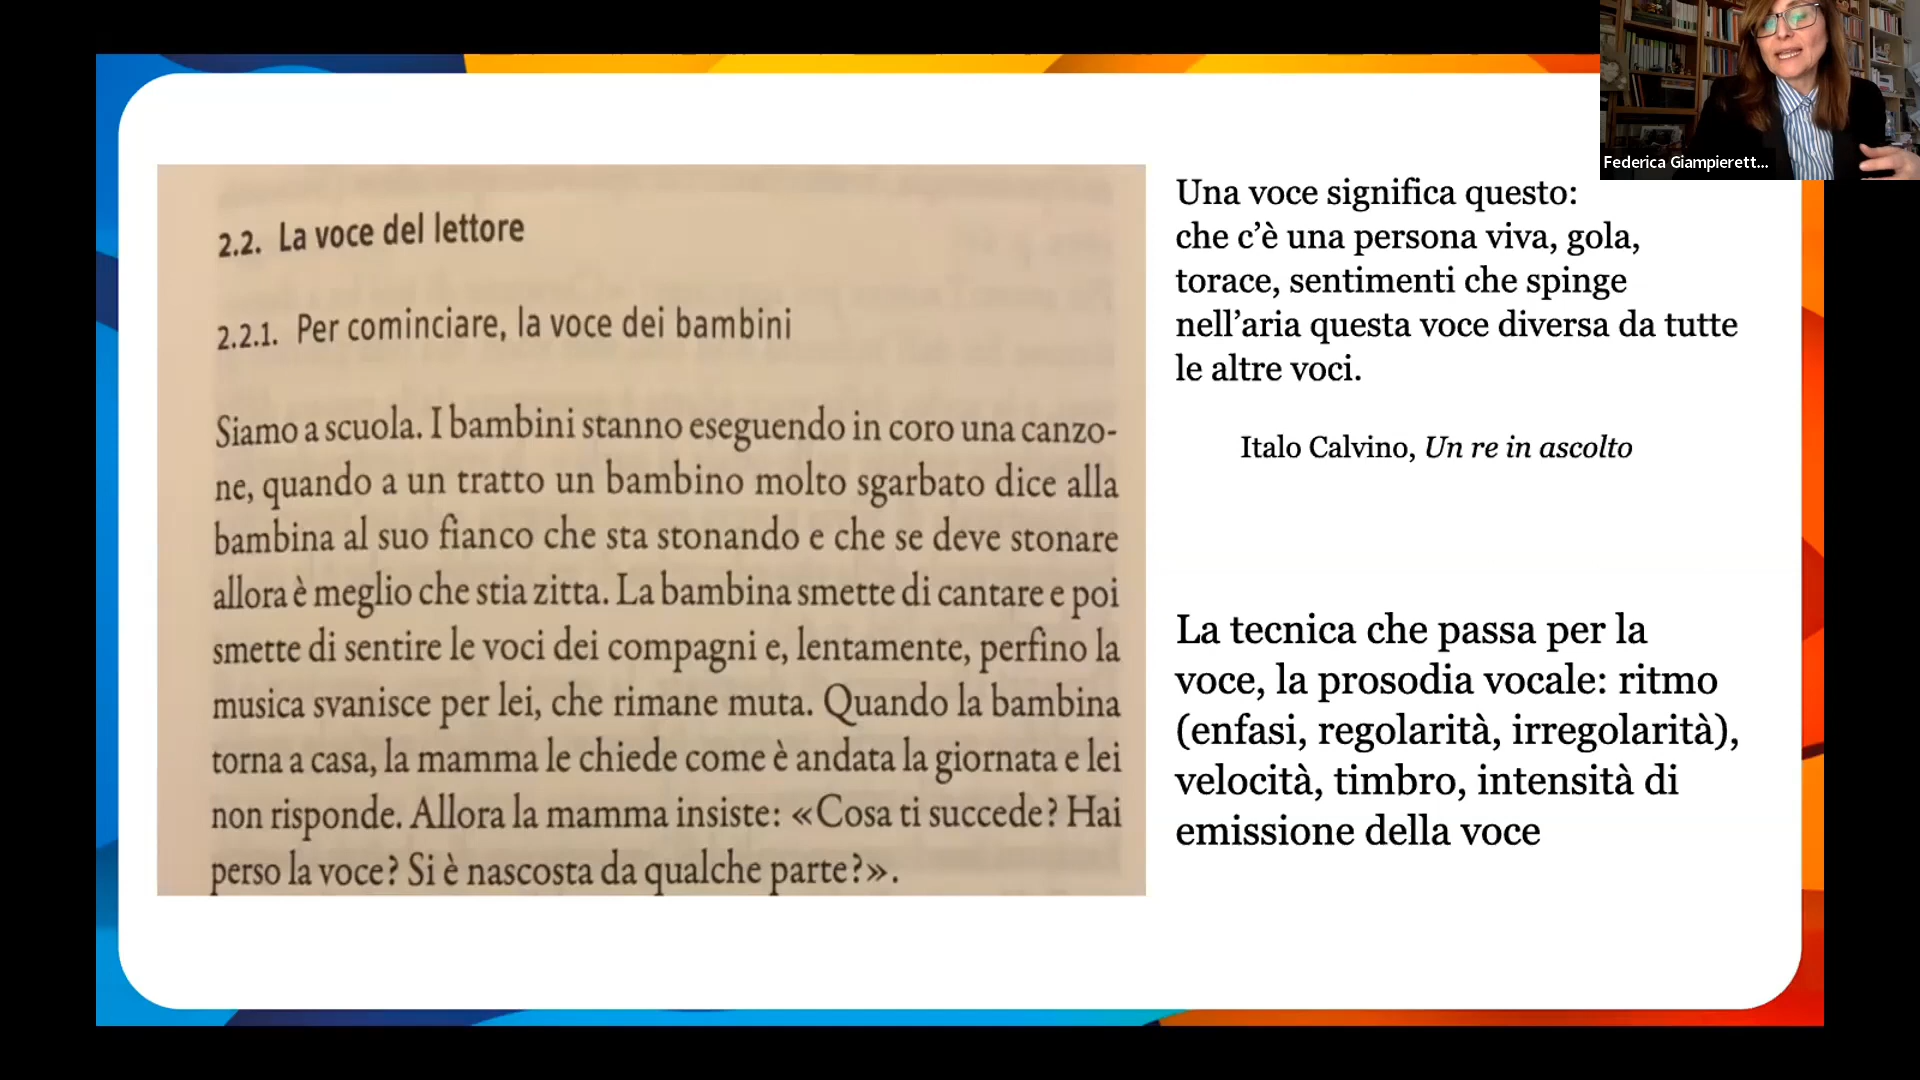 2.2. La voce del lettore
2.2.1. Per cominciare, la voce dei bambini
Siamo a scuola. I bambini stanno eseguendo in coro una canzo-
ne, quando a un tratto un bambino molto sgarbato dice alla
bambina al suo fianco che sta stonando e che se deve stonare
allora è meglio che stia zitta. La bambina smette di cantare e poi
smette di sentire le voci dei compagni e, lentamente, perfino la
musica svanisce per lei, che rimane muta. Quando la bambina
torna a casa, la mamma le chiede come è andata la giornata e lei
non risponde. Allora la mamma insiste: «Cosa ti succede? Hai
perso la voce? Si è nascosta da qualche parte?».
Una voce significa questo:
che c’è una persona viva, gola,
torace, sentimenti che spinge
nell’aria questa voce diversa da tutte
le altre voci.
Italo Calvino, Un re in ascolto
La tecnica che passa per la
voce, la prosodia vocale: ritmo
(enfasi, regolarità, irregolarità),
velocità, timbro, intensità di
emissione della voce
Federica Giampierett...